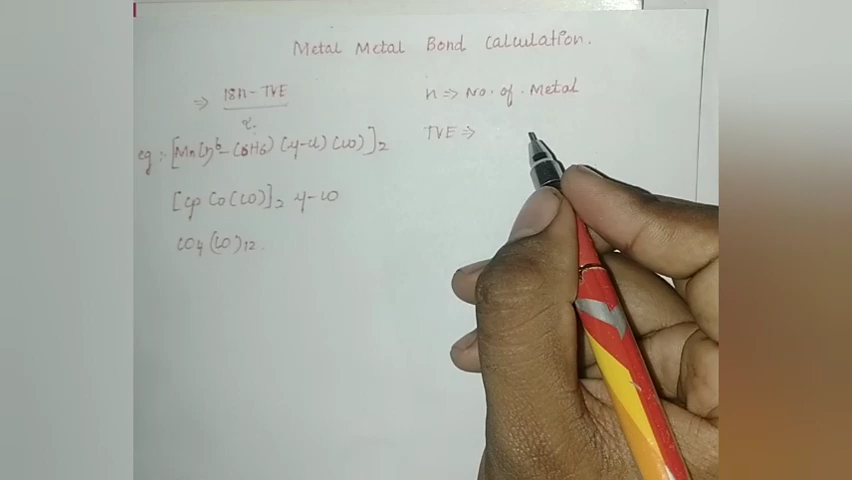 Metal Metal Bond Calculation.
⇒ 18n - TVE / 2. n ⇒ No. of. Metal
eg :- [Mn(η⁶-C6H6) (μ-Cl) (CO)]2 TVE ⇒
[Cp Co(CO)]2 μ-CO
CO4 (CO)12.